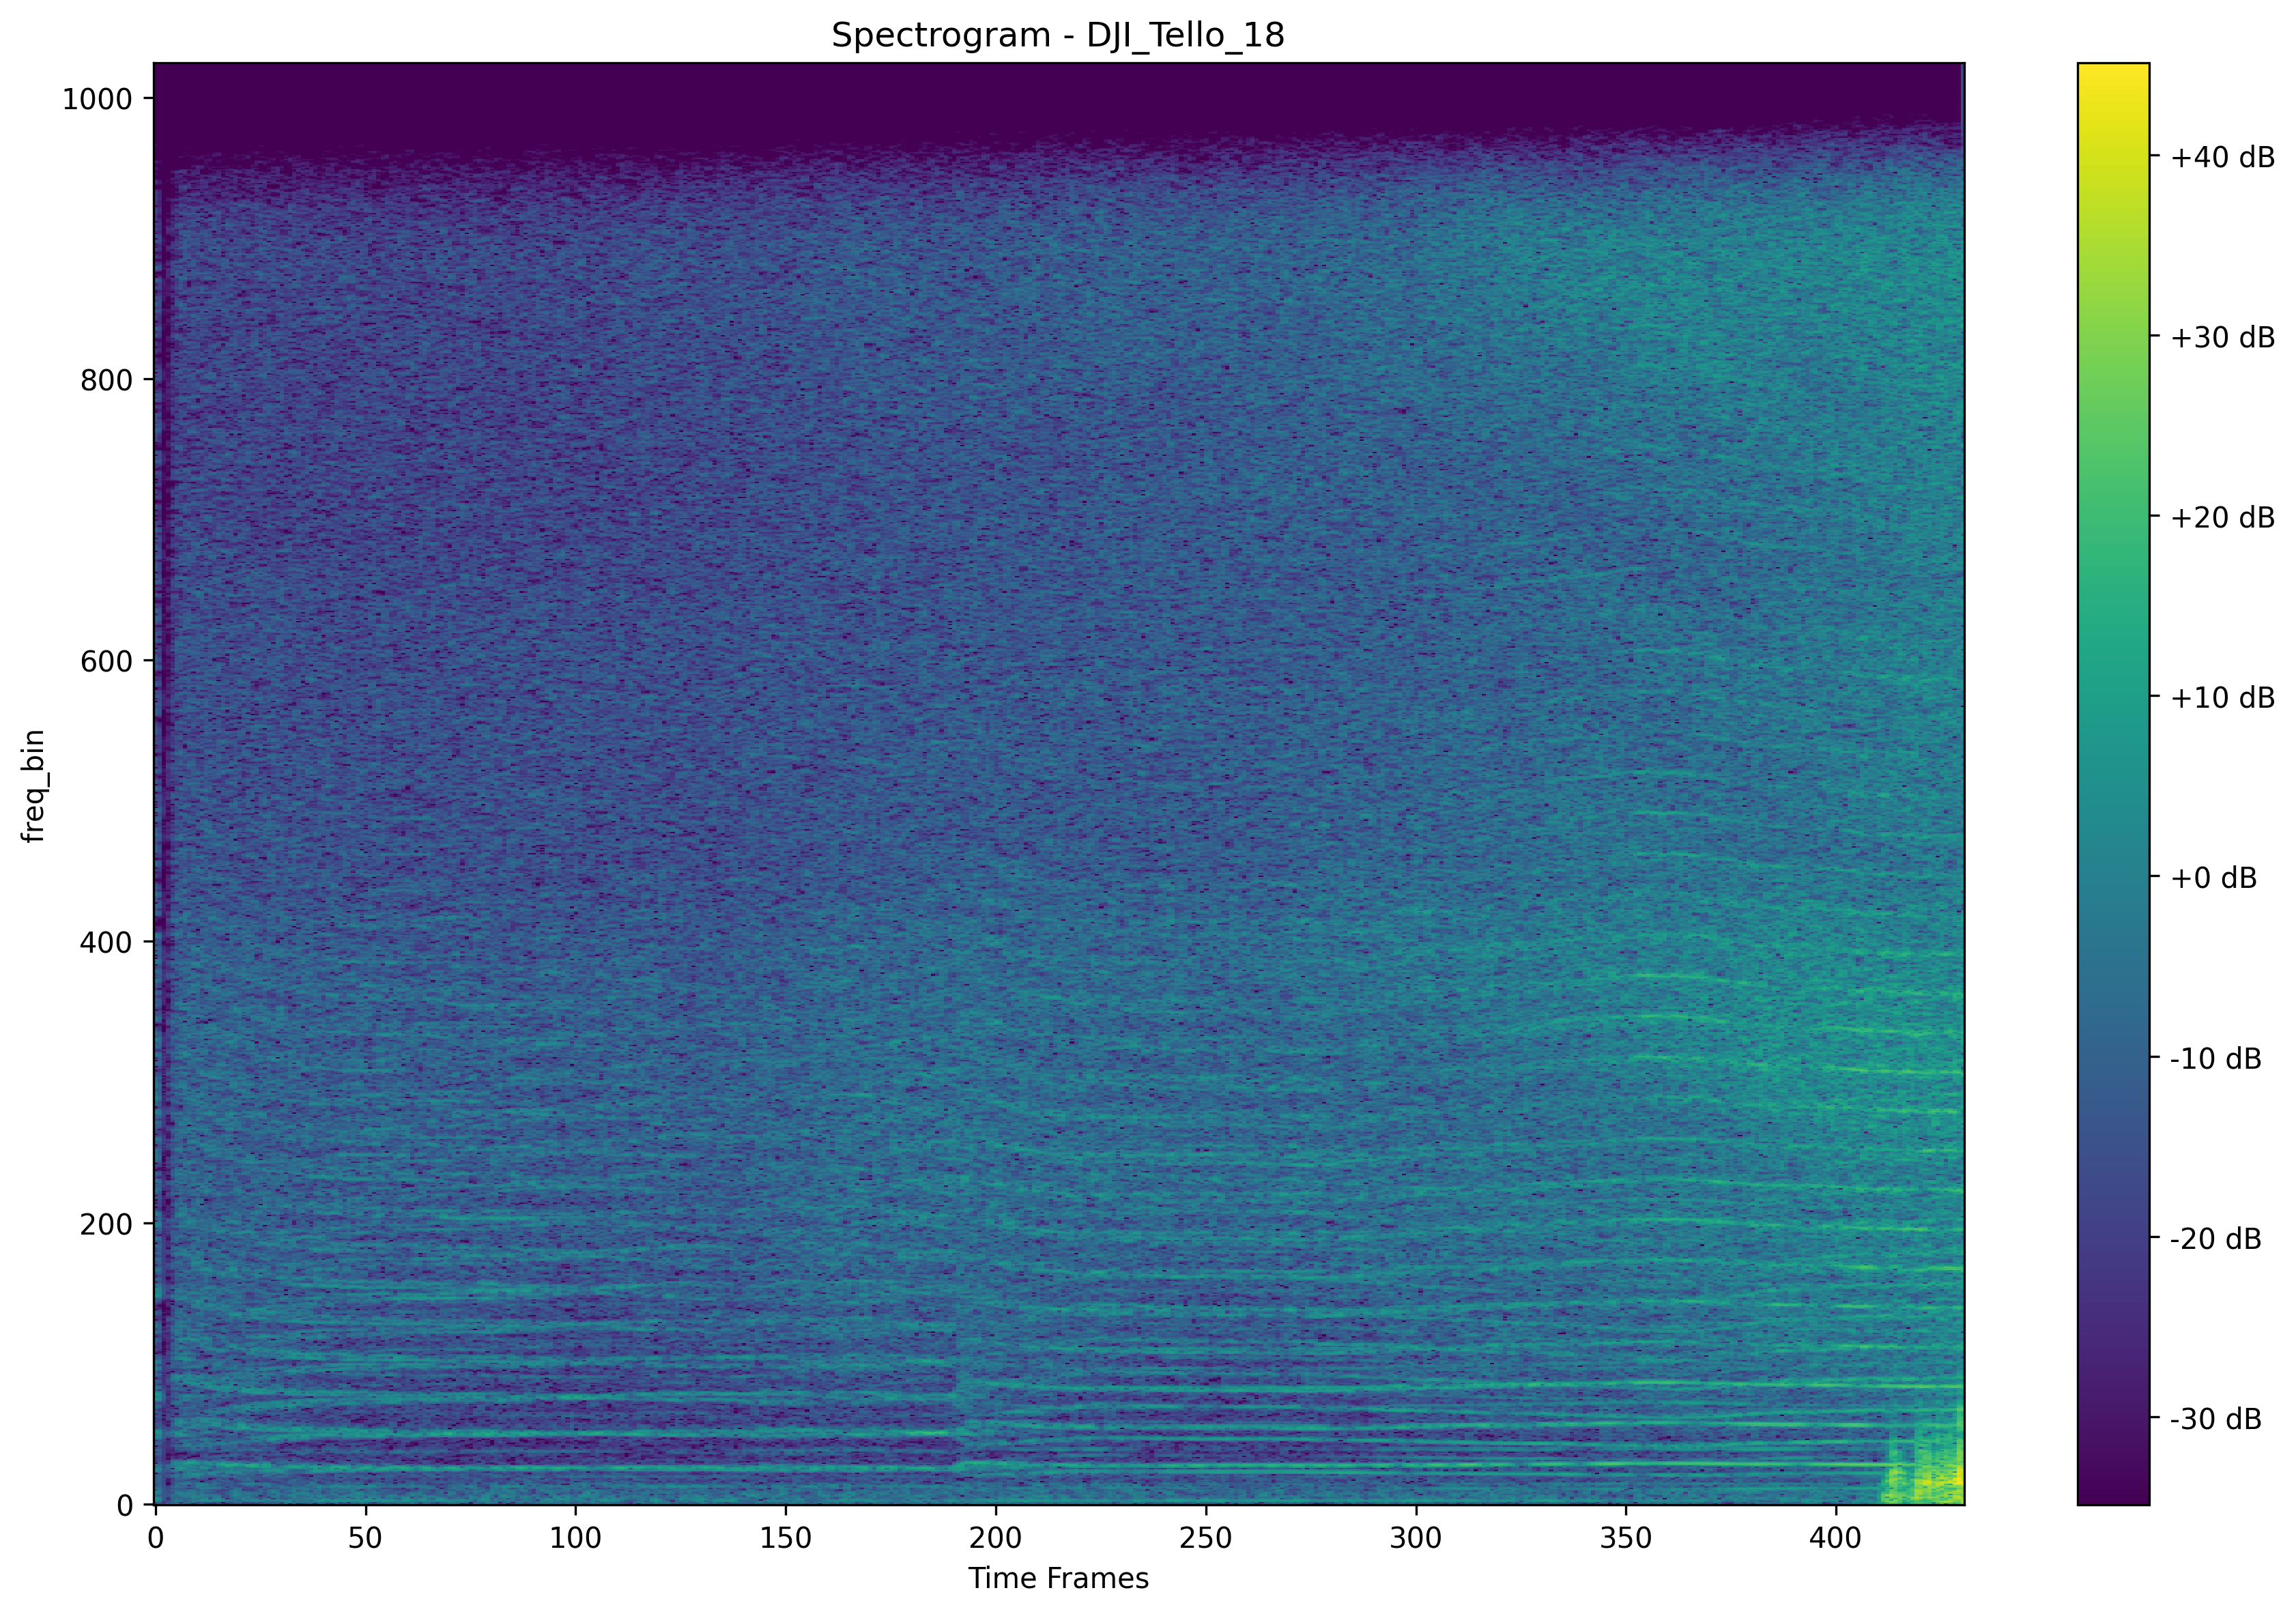 Spectrogram - DJI_Tello_18
1000
800
600
400
200
0
freq_bin
0 50 100 150 200 250 300 350 400
Time Frames
+40 dB
+30 dB
+20 dB
+10 dB
+0 dB
-10 dB
-20 dB
-30 dB